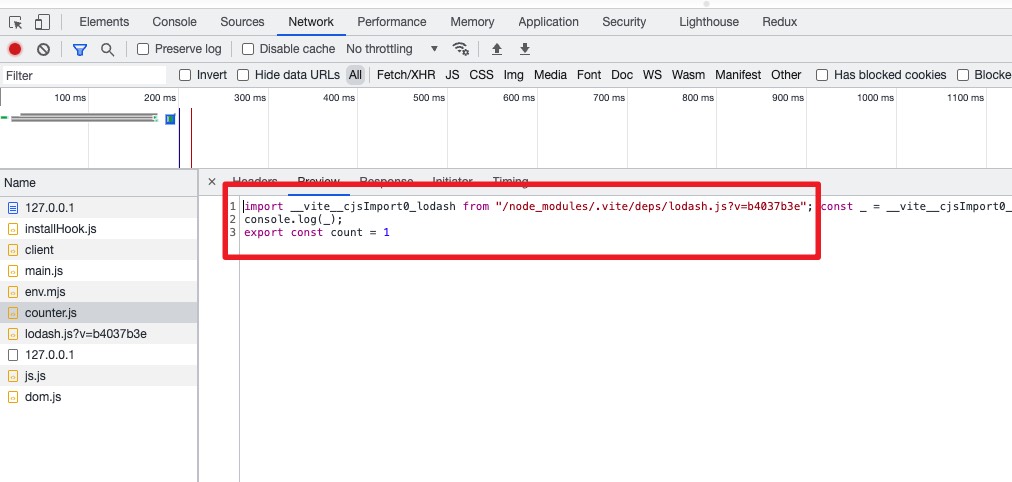 Elements Console Sources Network Performance Memory Application Security Lighthouse Redux
Preserve log Disable cache No throttling
Filter Invert Hide data URLs All Fetch/XHR JS CSS Img Media Font Doc WS Wasm Manifest Other Has blocked cookies Blocke
100 ms 200 ms 300 ms 400 ms 500 ms 600 ms 700 ms 800 ms 900 ms 1000 ms 1100 ms
Name
127.0.0.1
installHook.js
client
main.js
env.mjs
counter.js
lodash.js?v=b4037b3e
127.0.0.1
js.js
dom.js
× Headers Preview Response Initiator Timing
1 import __vite__cjsImport0_lodash from "/node_modules/.vite/deps/lodash.js?v=b4037b3e"; const _ = __vite__cjsImport0_
2 console.log(_);
3 export const count = 1